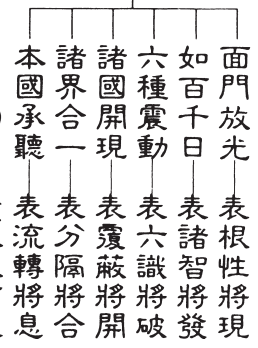 面門放光 表根性將現
如百千日 表諸智將發
六種震動 表六識將破
諸國開現 表覆蔽將開
諸界合一 表分隔將合
本國承聽 表流轉將息